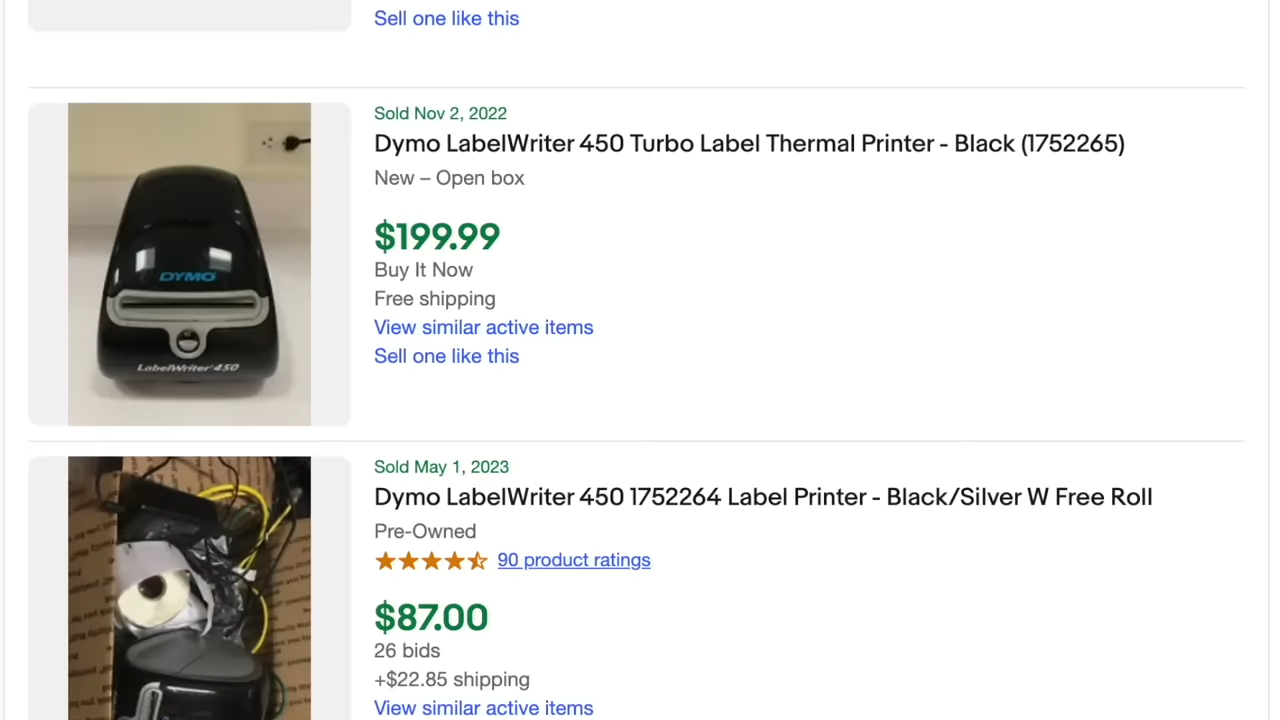 Sell one like this
Sold Nov 2, 2022
Dymo LabelWriter 450 Turbo Label Thermal Printer - Black (1752265)
New – Open box
$199.99
Buy It Now
Free shipping
View similar active items
Sell one like this
DYMO
LabelWriter 450
Sold May 1, 2023
Dymo LabelWriter 450 1752264 Label Printer - Black/Silver W Free Roll
Pre-Owned
90 product ratings
$87.00
26 bids
+$22.85 shipping
View similar active items